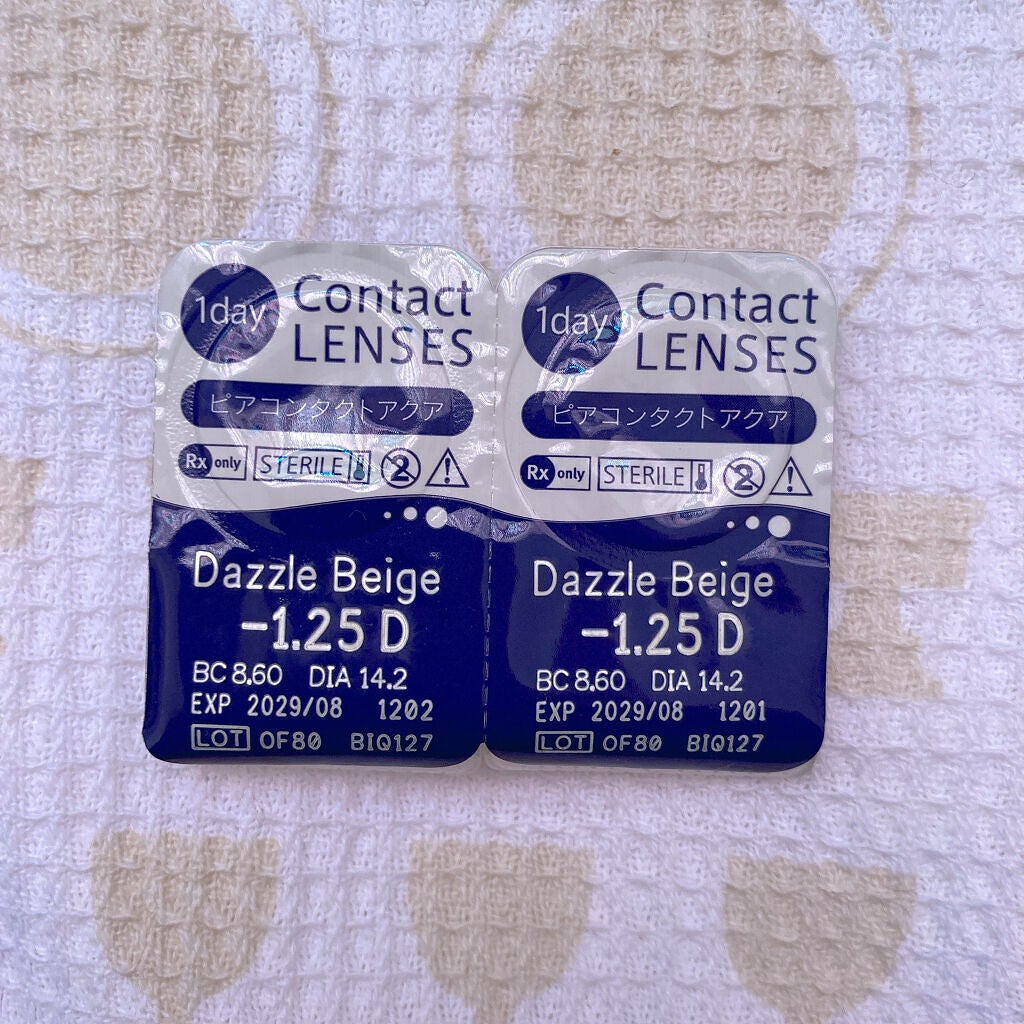 1day Contact
LENSES
ピアコンタクトアクア
Rx only STERILE 2
Dazzle Beige
-1.25 D
BC 8.60 DIA 14.2
EXP 2029/08 1202
LOT OF80 BIQ127
1day Contact
LENSES
ピアコンタクトアクア
Rx only STERILE 2
Dazzle Beige
-1.25 D
BC 8.60 DIA 14.2
EXP 2029/08 1201
LOT OF80 BIQ127